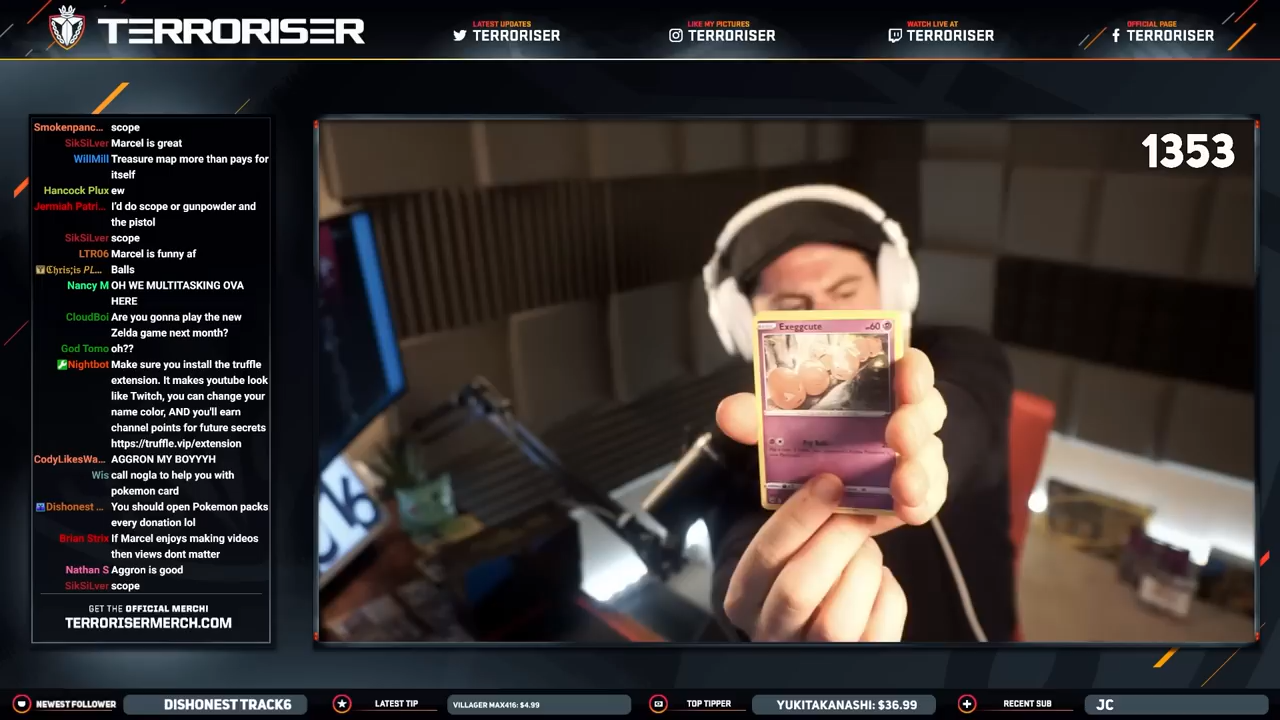 TERRORISER
LATEST UPDATES
TERRORISER
LIKE MY PICTURES
TERRORISER
WATCH LIVE AT
TERRORISER
OFFICIAL PAGE
TERRORISER
Smokenpanc... scope
SikSiLver Marcel is great
WillMill Treasure map more than pays for
itself
Hancock Plux ew
Jermiah Patri... I'd do scope or gunpowder and
the pistol
SikSiLver scope
LTR06 Marcel is funny af
Chris;is PL... Balls
Nancy M OH WE MULTITASKING OVA
HERE
CloudBoi Are you gonna play the new
Zelda game next month?
God Tomo oh??
Nightbot Make sure you install the truffle
extension. It makes youtube look
like Twitch, you can change your
name color, AND you'll earn
channel points for future secrets
https://truffle.vip/extension
CodyLikesWa... AGGRON MY BOYYYH
Wis call nogla to help you with
pokemon card
Dishonest ... You should open Pokemon packs
every donation lol
Brian Strix If Marcel enjoys making videos
then views dont matter
Nathan S Aggron is good
SikSiLver scope
GET THE OFFICIAL MERCH!
TERRORISERMERCH.COM
1353
Exeggcute 60
NEWEST FOLLOWER
DISHONEST TRACK6
LATEST TIP
VILLAGER MAX416: $4.99
TOP TIPPER
YUKITAKANASHI: $36.99
RECENT SUB
JC